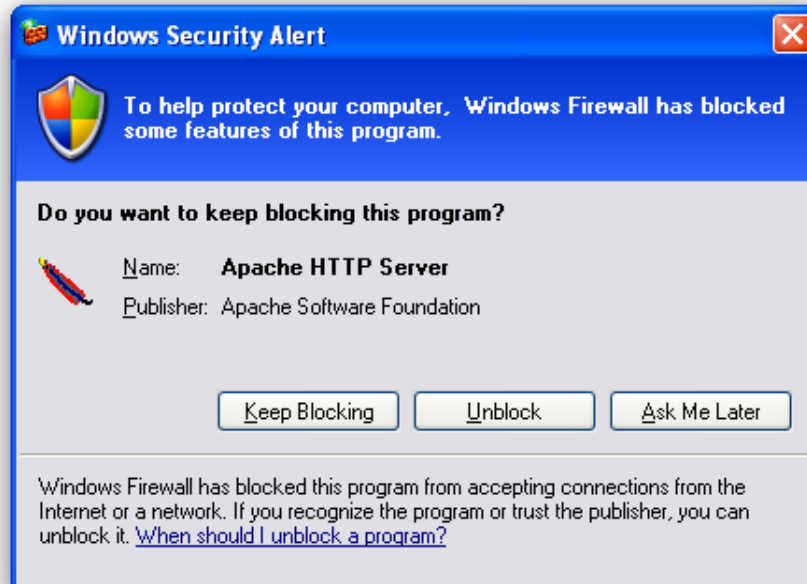 Windows Security Alert
To help protect your computer, Windows Firewall has blocked
some features of this program.
Do you want to keep blocking this program?
Name: Apache HTTP Server
Publisher: Apache Software Foundation
Keep Blocking Unblock Ask Me Later
Windows Firewall has blocked this program from accepting connections from the
Internet or a network. If you recognize the program or trust the publisher, you can
unblock it. When should I unblock a program?